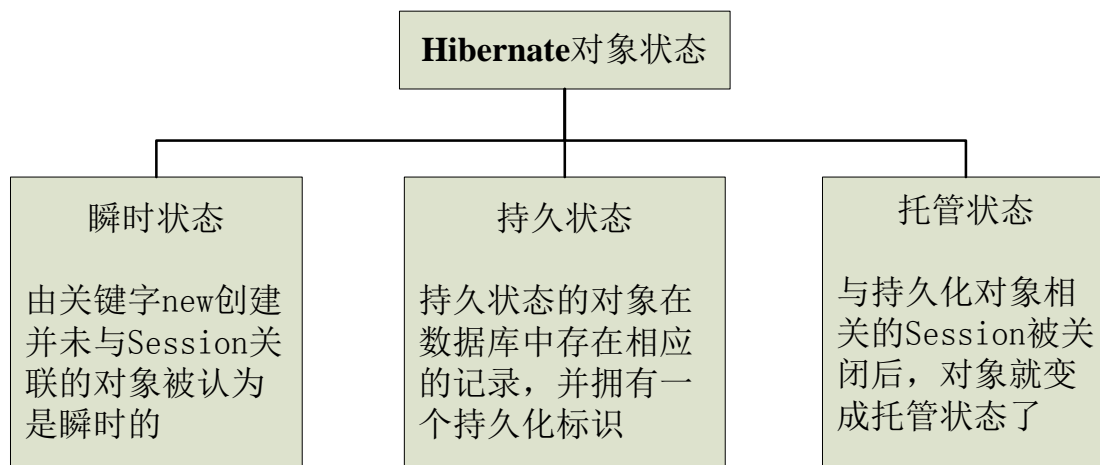 Hibernate对象状态
瞬时状态
由关键字new创建
并未与Session关
联的对象被认为
是瞬时的
持久状态
持久状态的对象在
数据库中存在相应
的记录，并拥有一
个持久化标识
托管状态
与持久化对象相
关的Session被关
闭后，对象就变
成托管状态了